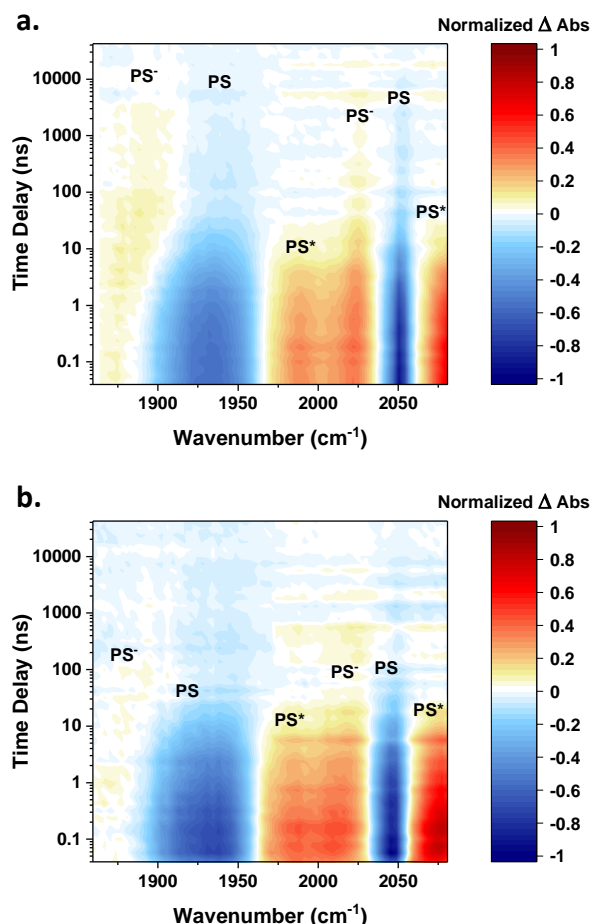 a.
Normalized Δ Abs
PS⁻
PS
PS
PS⁻
PS*
PS*
10000
1000
100
10
1
0.1
Time Delay (ns)
1900
1950
2000
2050
Wavenumber (cm⁻¹)
1
0.8
0.6
0.4
0.2
0
-0.2
-0.4
-0.6
-0.8
-1
b.
Normalized Δ Abs
PS⁻
PS
PS*
PS⁻
PS
PS*
10000
1000
100
10
1
0.1
Time Delay (ns)
1900
1950
2000
2050
Wavenumber (cm⁻¹)
1
0.8
0.6
0.4
0.2
0
-0.2
-0.4
-0.6
-0.8
-1